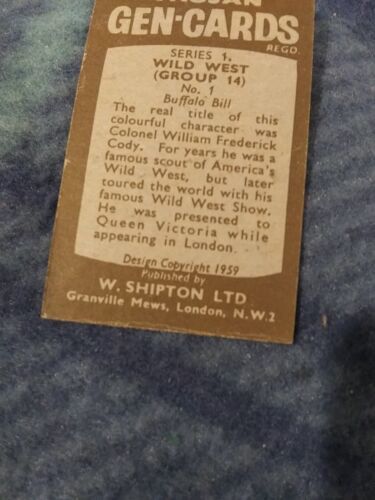 TROJAN
GEN-CARDS
REGD.
SERIES 1.
WILD WEST
(GROUP 14)
No. 1
Buffalo Bill
The real title of this
colourful character was
Colonel William Frederick
Cody. For years he was a
famous scout of America's
Wild West, but later
toured the world with his
famous Wild West Show.
He was presented to
Queen Victoria while
appearing in London.
Design Copyright 1959
Published by
W. SHIPTON LTD
Granville Mews, London, N.W.2